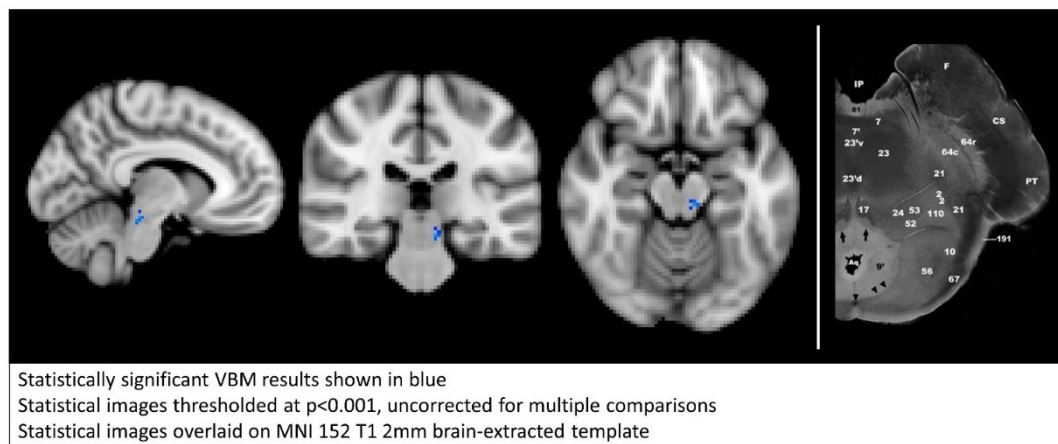 F
IP
61
CS
7
7'
23'v
64r
23
64c
21
23'd
PT
2
2
17
24
53
110
21
52
191
Aq
9'
10
56
67
Statistically significant VBM results shown in blue
Statistical images thresholded at p<0.001, uncorrected for multiple comparisons
Statistical images overlaid on MNI 152 T1 2mm brain-extracted template